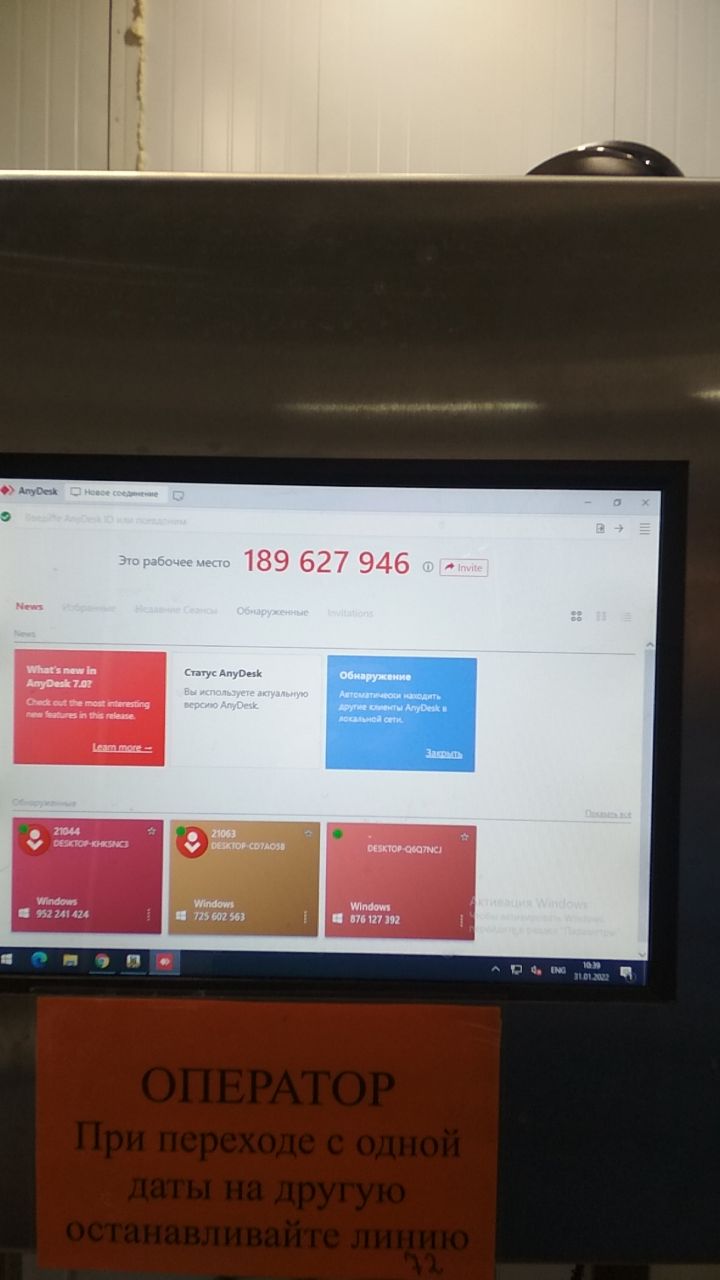 AnyDesk
Новое соединение
Введите AnyDesk ID или псевдоним
Это рабочее место 189 627 946 Invite
News Избранные Недавние Сеансы Обнаруженные Invitations
News
What's new in
AnyDesk 7.0?
Check out the most interesting
new features in this release.
Learn more
Статус AnyDesk
Вы используете актуальную
версию AnyDesk.
Обнаружение
Автоматически находить
другие клиенты AnyDesk в
локальной сети.
Закрыть
Обнаруженные
Показать всё
21044
DESKTOP-KHKSNC3
Windows
952 241 424
21063
DESKTOP-CD7AO5B
Windows
725 602 563
DESKTOP-Q6Q7NCJ
Windows
876 127 392
Активация Windows
Чтобы активировать Windows,
перейдите в раздел "Параметры".
ENG
10:39
31.01.2022
ОПЕРАТОР
При переходе с одной
даты на другую
останавливайте линию
72